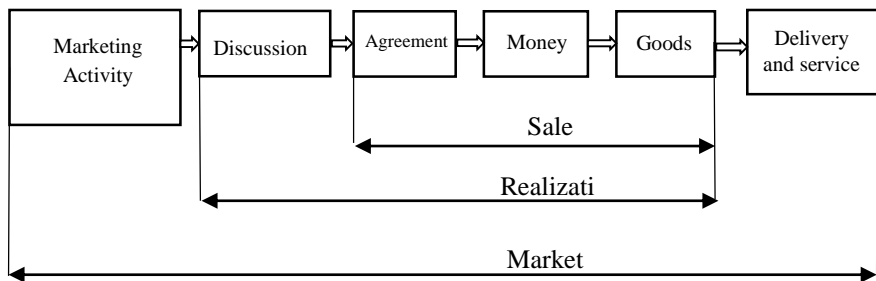 Marketing
Activity
Discussion
Agreement
Money
Goods
Delivery
and service
Sale
Realizati
Market